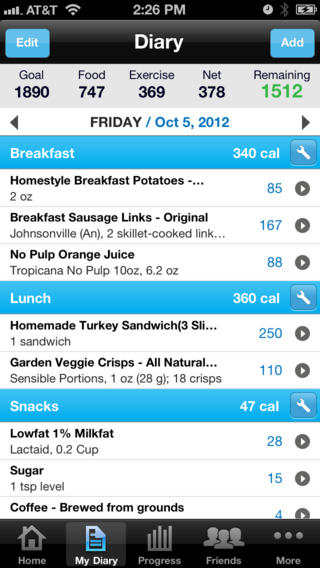 AT&T 2:26 PM
Edit Diary Add
Goal Food Exercise Net Remaining
1890 747 369 378 1512
FRIDAY / Oct 5, 2012
Breakfast 340 cal
Homestyle Breakfast Potatoes -... 85
2 oz
Breakfast Sausage Links - Original 167
Johnsonville (An), 2 skillet-cooked link...
No Pulp Orange Juice 88
Tropicana No Pulp 10oz, 6.2 oz
Lunch 360 cal
Homemade Turkey Sandwich(3 Sli... 250
1 sandwich
Garden Veggie Crisps - All Natural... 110
Sensible Portions, 1 oz (28 g); 18 crisps
Snacks 47 cal
Lowfat 1% Milkfat 28
Lactaid, 0.2 Cup
Sugar 15
1 tsp level
Coffee - Brewed from grounds 4
Home My Diary Progress Friends More